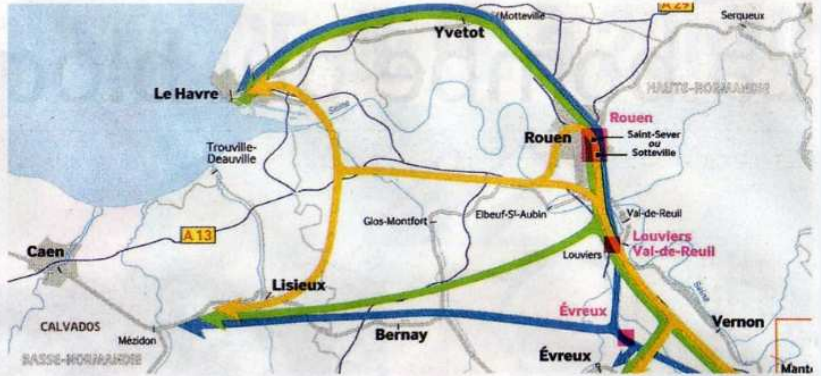 A 29
Motteville
Serqueux
Yvetot
HAUTE-NORMANDIE
Le Havre
Seine
Rouen
Rouen
Saint-Sever
ou
Sotteville
Trouville-
Deauville
Glos-Montfort
Elbeuf-St-Aubin
Val-de-Reuil
A 13
Louviers
Val-de-Reuil
Louviers
Caen
Lisieux
Seine
Évreux
Vernon
CALVADOS
Mézidon
Bernay
BASSE-NORMANDIE
Évreux